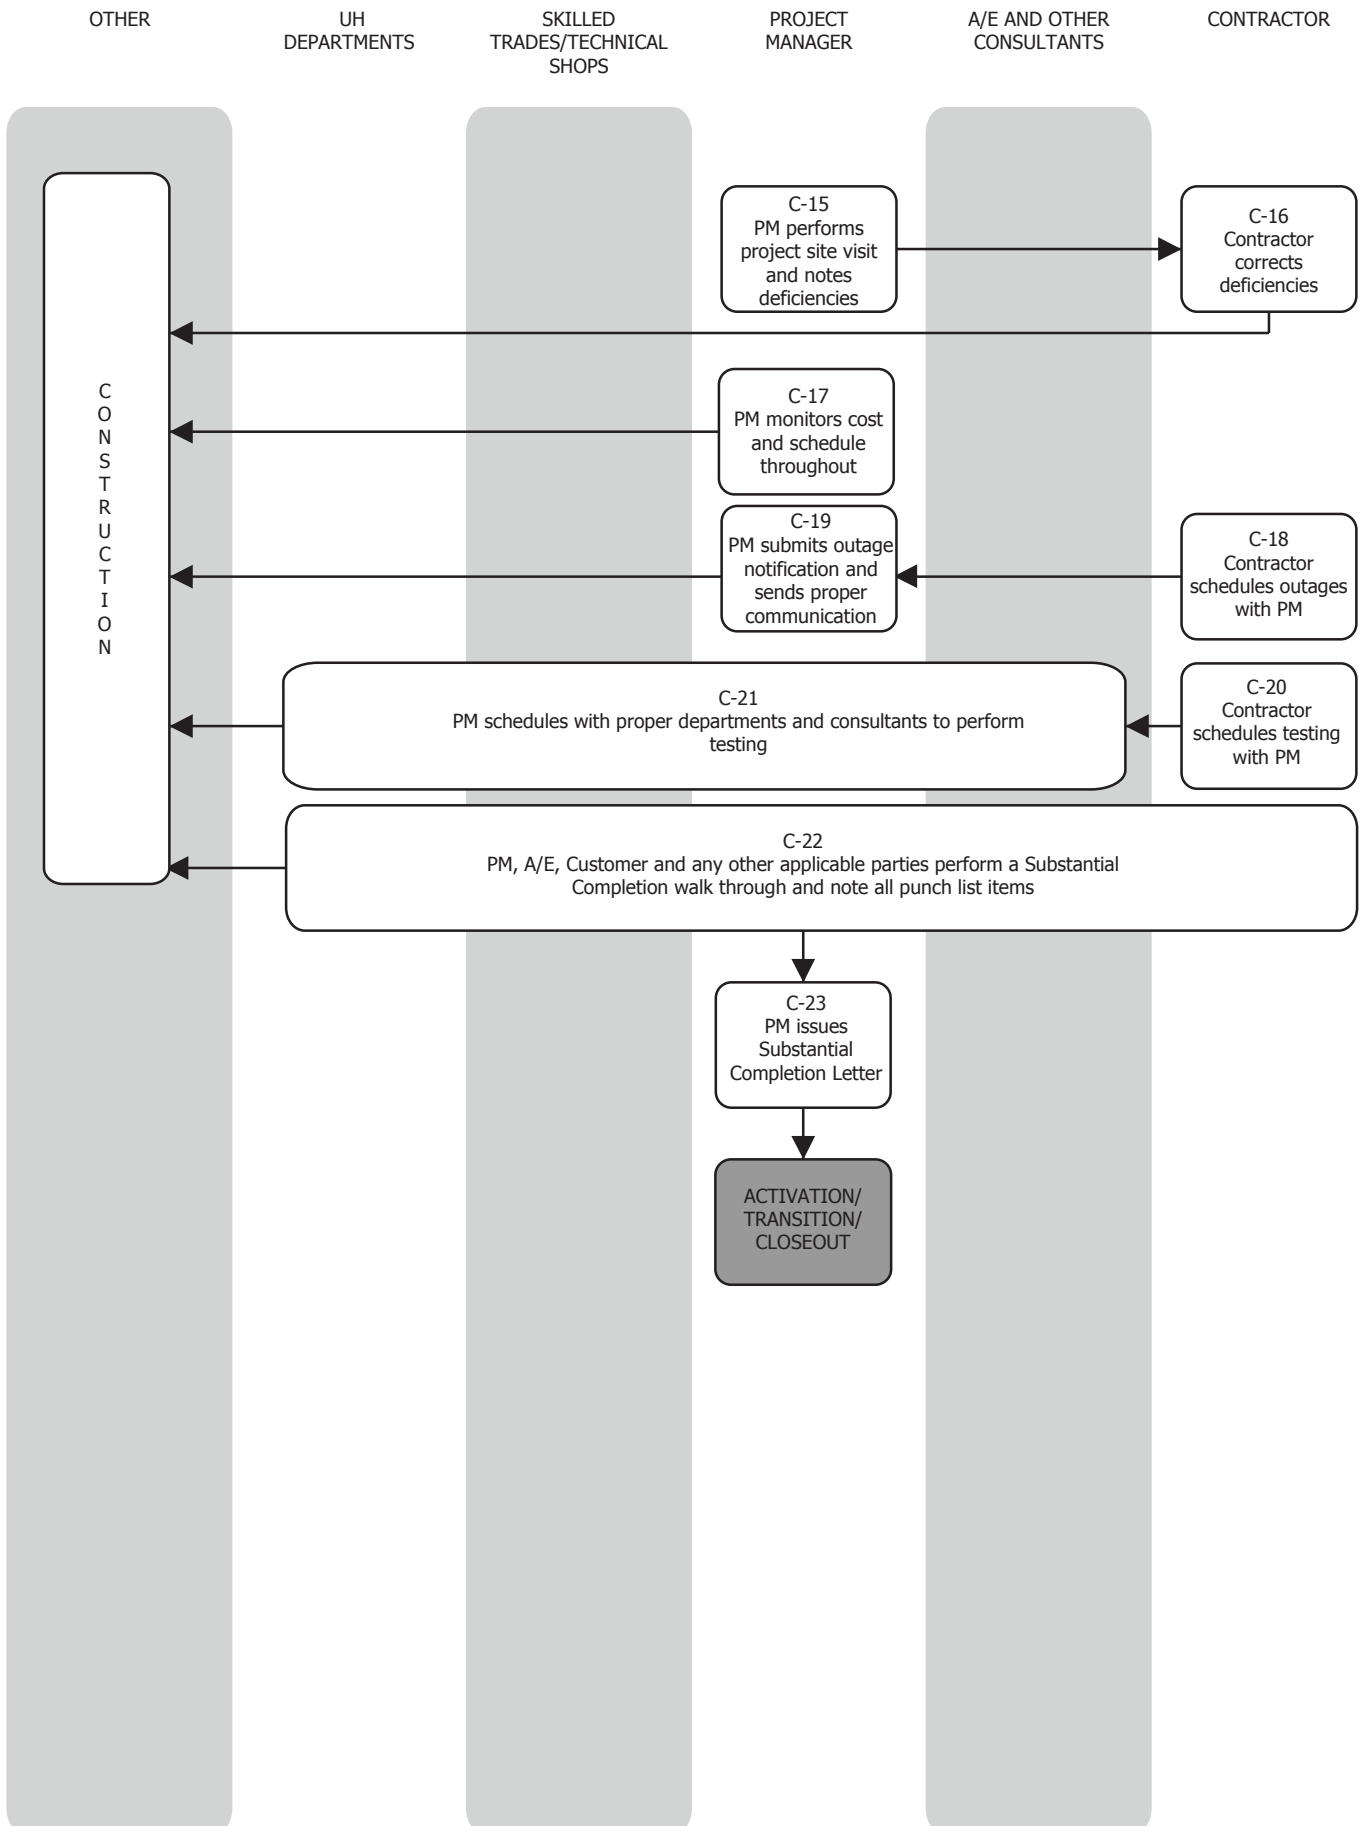 OTHER
UH
DEPARTMENTS
SKILLED
TRADES/TECHNICAL
SHOPS
PROJECT
MANAGER
A/E AND OTHER
CONSULTANTS
CONTRACTOR
C
O
N
S
T
R
U
C
T
I
O
N
C-15
PM performs
project site visit
and notes
deficiencies
C-16
Contractor
corrects
deficiencies
C-17
PM monitors cost
and schedule
throughout
C-19
PM submits outage
notification and
sends proper
communication
C-18
Contractor
schedules outages
with PM
C-21
PM schedules with proper departments and consultants to perform
testing
C-20
Contractor
schedules testing
with PM
C-22
PM, A/E, Customer and any other applicable parties perform a Substantial
Completion walk through and note all punch list items
C-23
PM issues
Substantial
Completion Letter
ACTIVATION/
TRANSITION/
CLOSEOUT